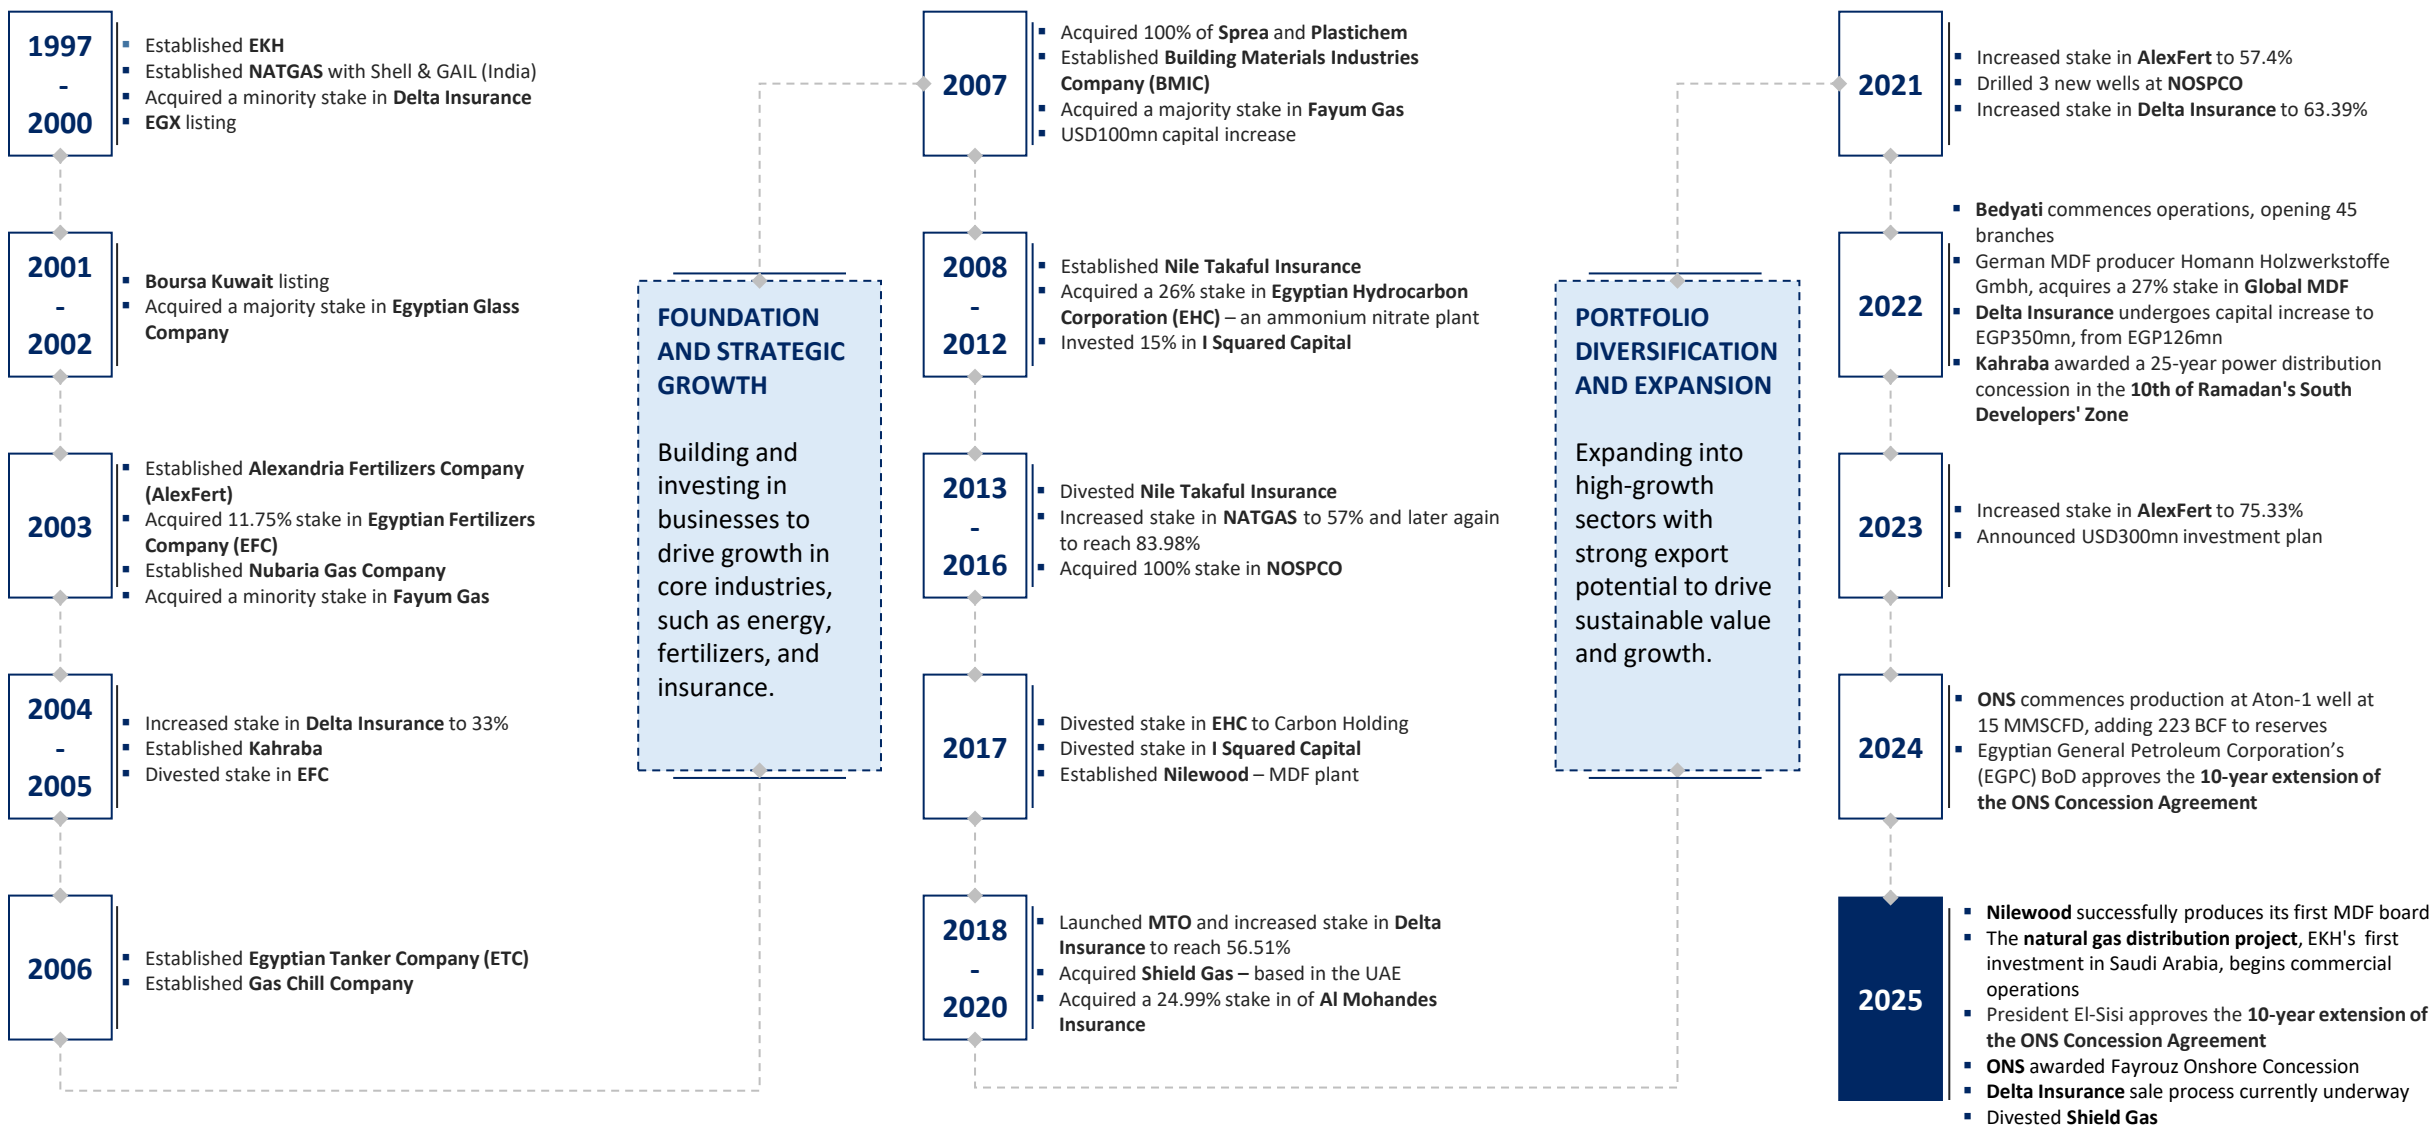 1997
-
2000
▪ Established EKH
▪ Established NATGAS with Shell & GAIL (India)
▪ Acquired a minority stake in Delta Insurance
▪ EGX listing
2001
-
2002
▪ Boursa Kuwait listing
▪ Acquired a majority stake in Egyptian Glass
Company
2003
▪ Established Alexandria Fertilizers Company
(AlexFert)
▪ Acquired 11.75% stake in Egyptian Fertilizers
Company (EFC)
▪ Established Nubaria Gas Company
▪ Acquired a minority stake in Fayum Gas
2004
-
2005
▪ Increased stake in Delta Insurance to 33%
▪ Established Kahraba
▪ Divested stake in EFC
2006
▪ Established Egyptian Tanker Company (ETC)
▪ Established Gas Chill Company
FOUNDATION
AND STRATEGIC
GROWTH
Building and
investing in
businesses to
drive growth in
core industries,
such as energy,
fertilizers, and
insurance.
2007
▪ Acquired 100% of Sprea and Plastichem
▪ Established Building Materials Industries
Company (BMIC)
▪ Acquired a majority stake in Fayum Gas
▪ USD100mn capital increase
2008
-
2012
▪ Established Nile Takaful Insurance
▪ Acquired a 26% stake in Egyptian Hydrocarbon
Corporation (EHC) – an ammonium nitrate plant
▪ Invested 15% in I Squared Capital
2013
-
2016
▪ Divested Nile Takaful Insurance
▪ Increased stake in NATGAS to 57% and later again
to reach 83.98%
▪ Acquired 100% stake in NOSPCO
2017
▪ Divested stake in EHC to Carbon Holding
▪ Divested stake in I Squared Capital
▪ Established Nilewood – MDF plant
2018
-
2020
▪ Launched MTO and increased stake in Delta
Insurance to reach 56.51%
▪ Acquired Shield Gas – based in the UAE
▪ Acquired a 24.99% stake in of Al Mohandes
Insurance
PORTFOLIO
DIVERSIFICATION
AND EXPANSION
Expanding into
high-growth
sectors with
strong export
potential to drive
sustainable value
and growth.
2021
▪ Increased stake in AlexFert to 57.4%
▪ Drilled 3 new wells at NOSPCO
▪ Increased stake in Delta Insurance to 63.39%
2022
▪ Bedyati commences operations, opening 45
branches
▪ German MDF producer Homann Holzwerkstoffe
Gmbh, acquires a 27% stake in Global MDF
▪ Delta Insurance undergoes capital increase to
EGP350mn, from EGP126mn
▪ Kahraba awarded a 25-year power distribution
concession in the 10th of Ramadan's South
Developers' Zone
2023
▪ Increased stake in AlexFert to 75.33%
▪ Announced USD300mn investment plan
2024
▪ ONS commences production at Aton-1 well at
15 MMSCFD, adding 223 BCF to reserves
▪ Egyptian General Petroleum Corporation’s
(EGPC) BoD approves the 10-year extension of
the ONS Concession Agreement
2025
▪ Nilewood successfully produces its first MDF board
▪ The natural gas distribution project, EKH's first
investment in Saudi Arabia, begins commercial
operations
▪ President El-Sisi approves the 10-year extension of
the ONS Concession Agreement
▪ ONS awarded Fayrouz Onshore Concession
▪ Delta Insurance sale process currently underway
▪ Divested Shield Gas